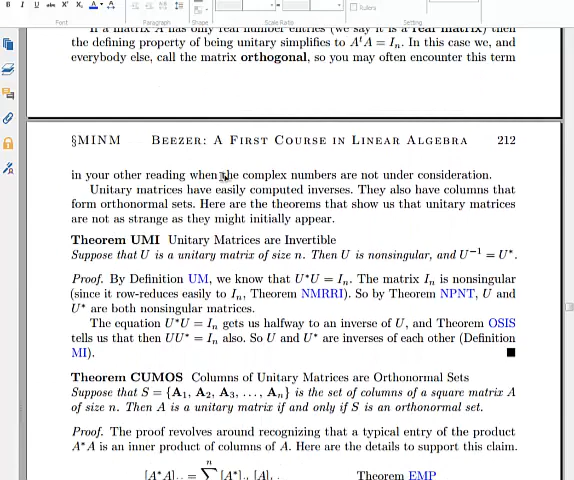 Font
Paragraph
Shape
Scale Ratio
Setting
Rulers
If a matrix A has only real number entries (we say it is a real matrix) then
the defining property of being unitary simplifies to AᵗA = Iₙ. In this case we, and
everybody else, call the matrix orthogonal, so you may often encounter this term
§MINM Beezer: A First Course in Linear Algebra 212
in your other reading when the complex numbers are not under consideration.
Unitary matrices have easily computed inverses. They also have columns that
form orthonormal sets. Here are the theorems that show us that unitary matrices
are not as strange as they might initially appear.
Theorem UMI Unitary Matrices are Invertible
Suppose that U is a unitary matrix of size n. Then U is nonsingular, and U⁻¹ = U*.
Proof. By Definition UM, we know that U*U = Iₙ. The matrix Iₙ is nonsingular
(since it row-reduces easily to Iₙ, Theorem NMRRI). So by Theorem NPNT, U and
U* are both nonsingular matrices.
The equation U*U = Iₙ gets us halfway to an inverse of U, and Theorem OSIS
tells us that then UU* = Iₙ also. So U and U* are inverses of each other (Definition
MI). ■
Theorem CUMOS Columns of Unitary Matrices are Orthonormal Sets
Suppose that S = {A₁, A₂, A₃, . . . , Aₙ} is the set of columns of a square matrix A
of size n. Then A is a unitary matrix if and only if S is an orthonormal set.
Proof. The proof revolves around recognizing that a typical entry of the product
A*A is an inner product of columns of A. Here are the details to support this claim.
n
[A*A] = ∑ [A*] [A] Theorem EMP